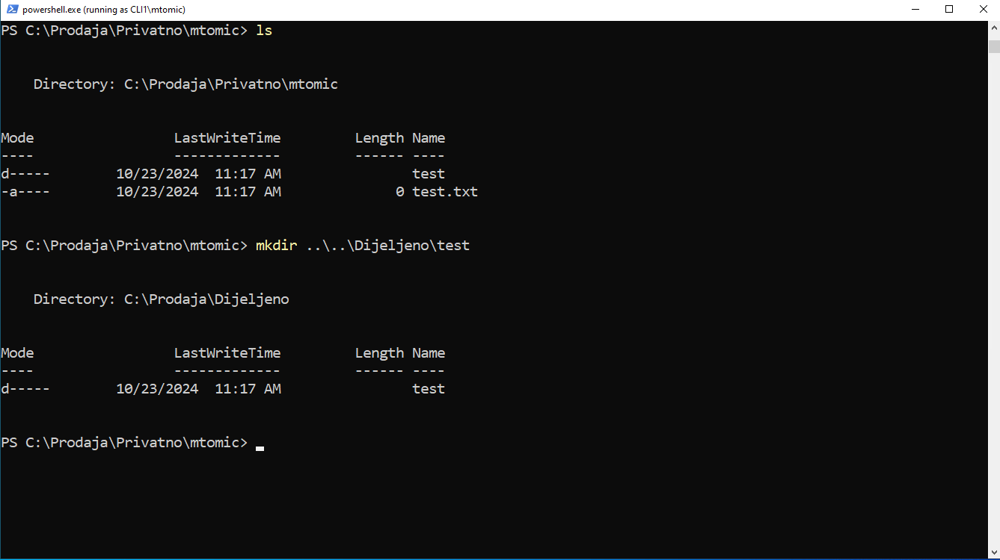 powershell.exe (running as CLI1\mtomic)
PS C:\Prodaja\Privatno\mtomic> ls
    Directory: C:\Prodaja\Privatno\mtomic
Mode                 LastWriteTime         Length Name
----                 -------------         ------ ----
d-----        10/23/2024  11:17 AM                test
-a----        10/23/2024  11:17 AM              0 test.txt
PS C:\Prodaja\Privatno\mtomic> mkdir ..\..\Dijeljeno\test
    Directory: C:\Prodaja\Dijeljeno
Mode                 LastWriteTime         Length Name
----                 -------------         ------ ----
d-----        10/23/2024  11:17 AM                test
PS C:\Prodaja\Privatno\mtomic>